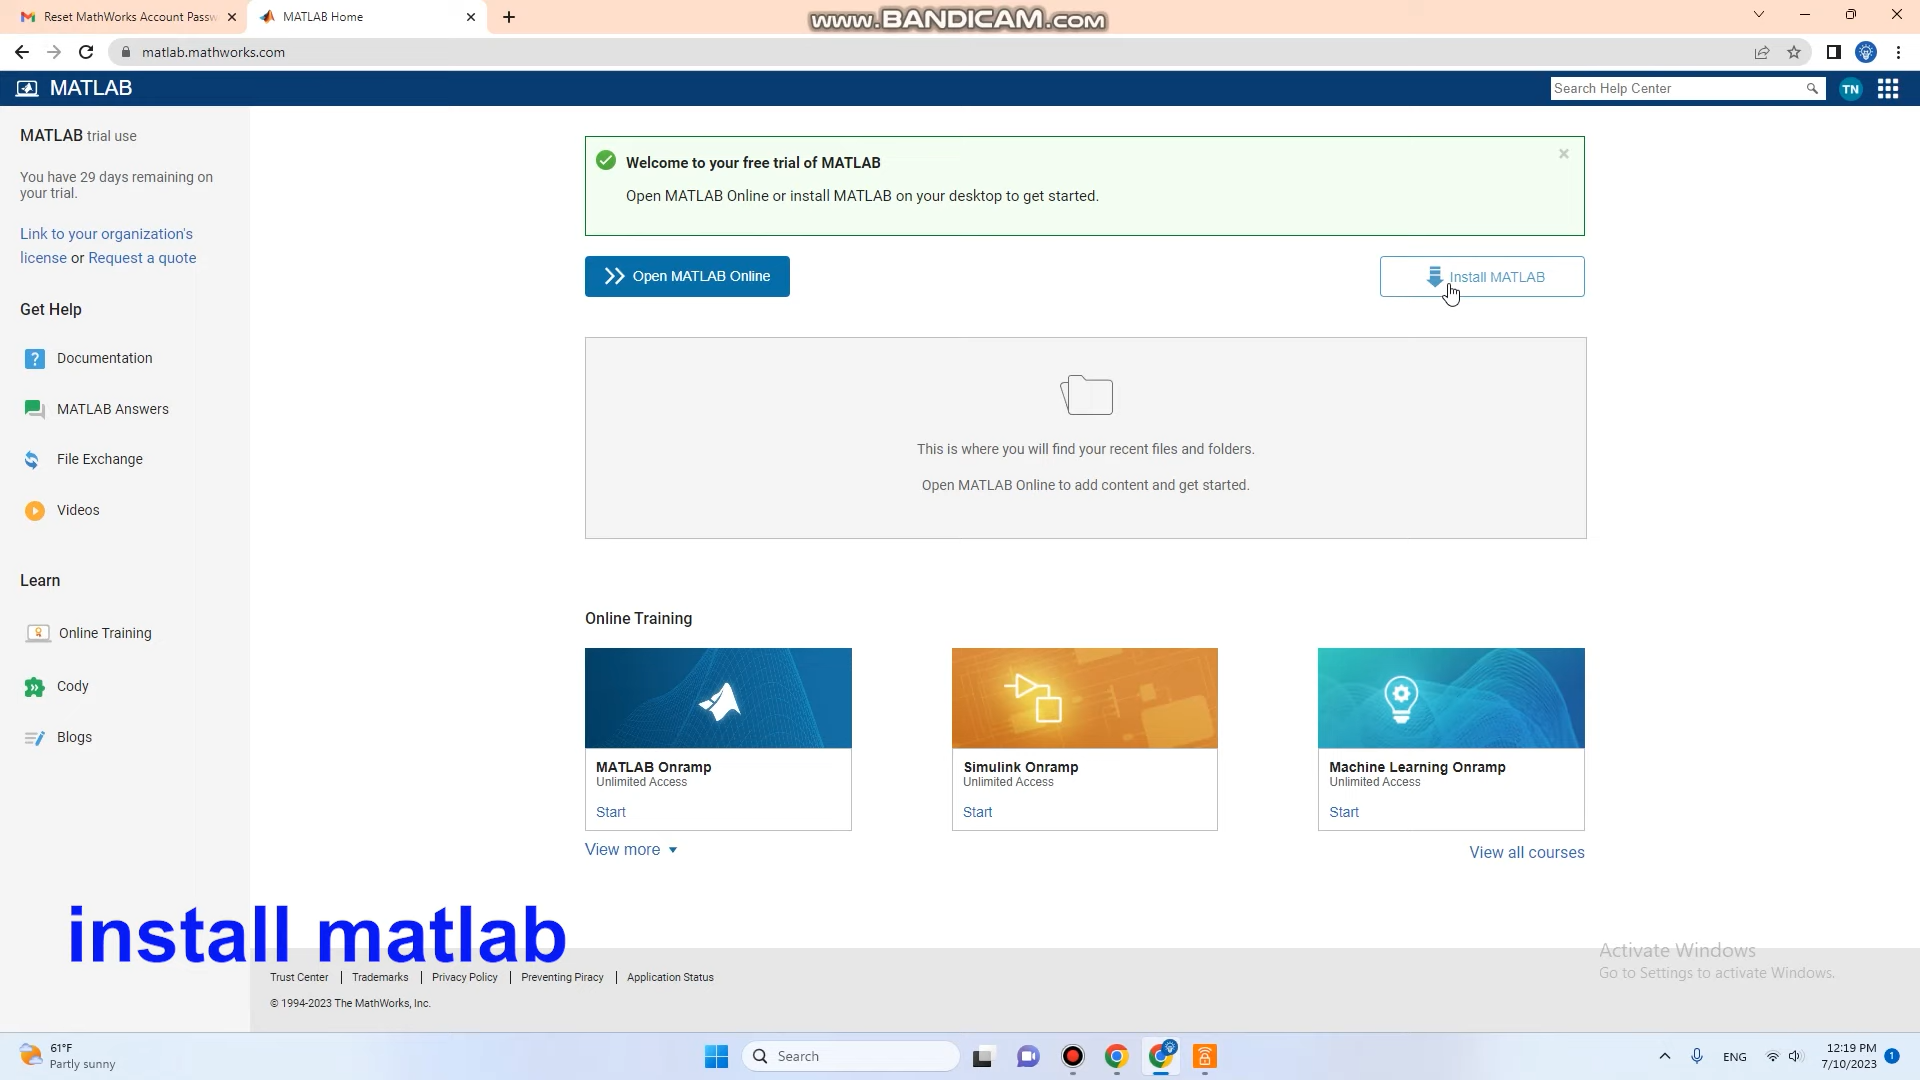 Reset MathWorks Account Passw
MATLAB Home
www.BANDICAM.COM
matlab.mathworks.com
MATLAB
Search Help Center
TN
MATLAB trial use
You have 29 days remaining on
your trial.
Link to your organization's
license or Request a quote
Get Help
Documentation
MATLAB Answers
File Exchange
Videos
Learn
Online Training
Cody
Blogs
Welcome to your free trial of MATLAB
Open MATLAB Online or install MATLAB on your desktop to get started.
Open MATLAB Online
Install MATLAB
This is where you will find your recent files and folders.
Open MATLAB Online to add content and get started.
Online Training
MATLAB Onramp
Unlimited Access
Start
Simulink Onramp
Unlimited Access
Start
Machine Learning Onramp
Unlimited Access
Start
View more
View all courses
install matlab
Activate Windows
Go to Settings to activate Windows.
Trust Center
Trademarks
Privacy Policy
Preventing Piracy
Application Status
© 1994-2023 The MathWorks, Inc.
61°F
Partly sunny
Search
ENG
12:19 PM
7/10/2023
1